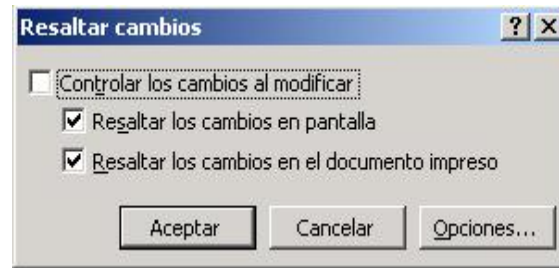 Resaltar cambios
Controlar los cambios al modificar
Resaltar los cambios en pantalla
Resaltar los cambios en el documento impreso
Aceptar Cancelar Opciones...